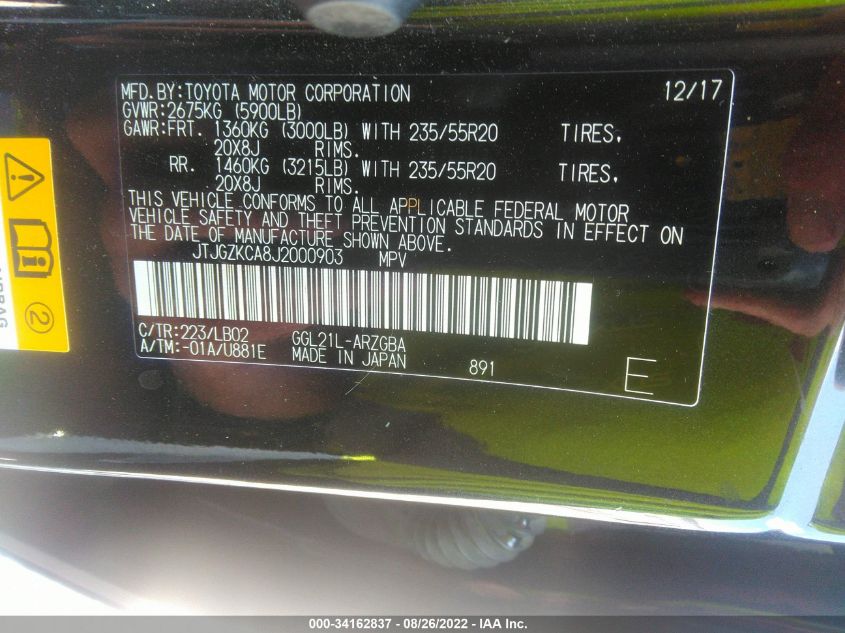 MFD.BY:TOYOTA MOTOR CORPORATION 12/17
GVWR:2675KG (5900LB)
GAWR:FRT. 1360KG (3000LB) WITH 235/55R20 TIRES,
20X8J RIMS.
RR. 1460KG (3215LB) WITH 235/55R20 TIRES,
20X8J RIMS.
THIS VEHICLE CONFORMS TO ALL APPLICABLE FEDERAL MOTOR
VEHICLE SAFETY AND THEFT PREVENTION STANDARDS IN EFFECT ON
THE DATE OF MANUFACTURE SHOWN ABOVE.
JTJGZKCA8J2000903 MPV
C/TR:223/LB02 GGL21L-ARZGBA
A/TM:-01A/U881E MADE IN JAPAN 891 E
2
000-34162837 - 08/26/2022 - IAA Inc.